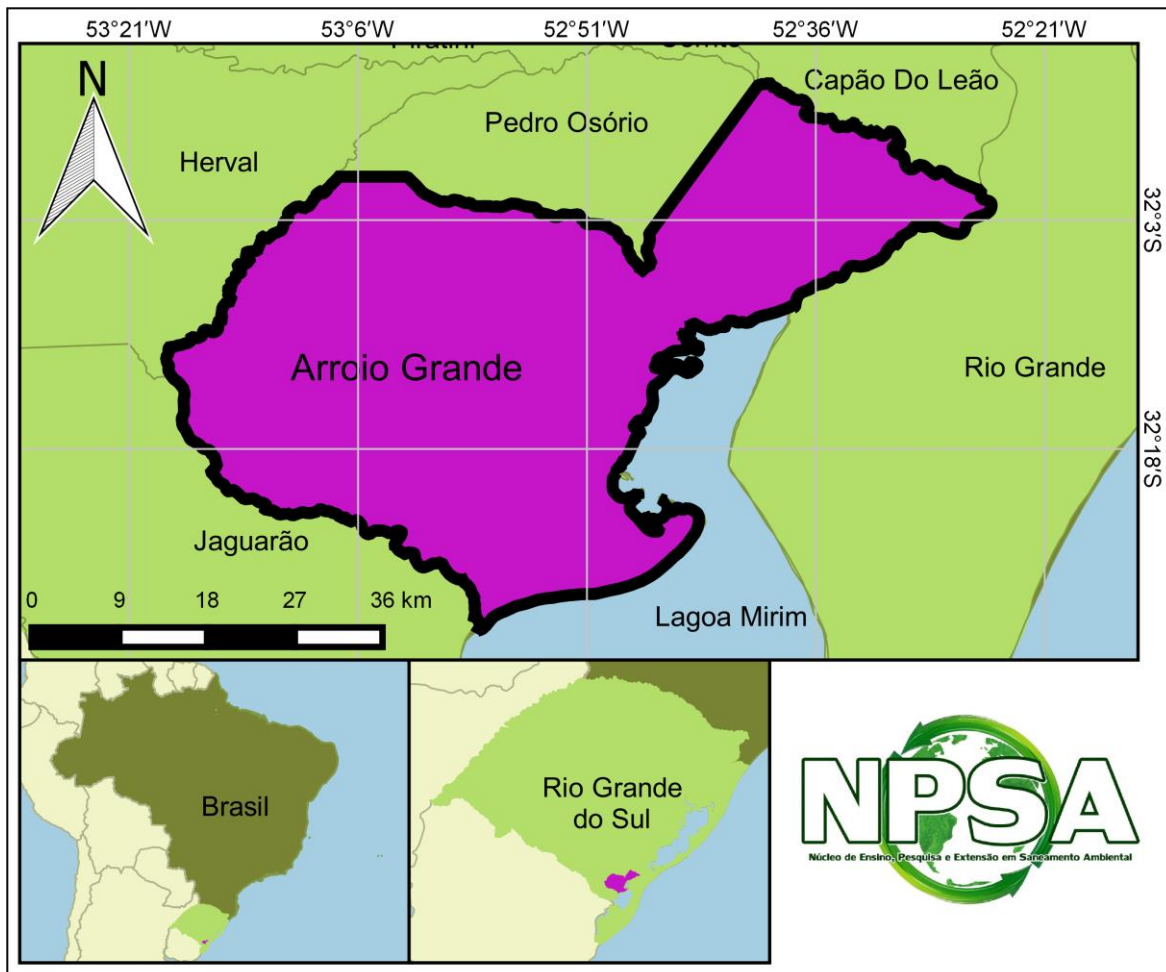 53°21'W 53°6'W 52°51'W 52°36'W 52°21'W
N
Capão Do Leão
Pedro Osório
Herval
32°3'S
Arroio Grande
Rio Grande
32°18'S
Jaguarão
0 9 18 27 36 km
Lagoa Mirim
Brasil
Rio Grande
do Sul
NPSA
Núcleo de Ensino, Pesquisa e Extensão em Saneamento Ambiental